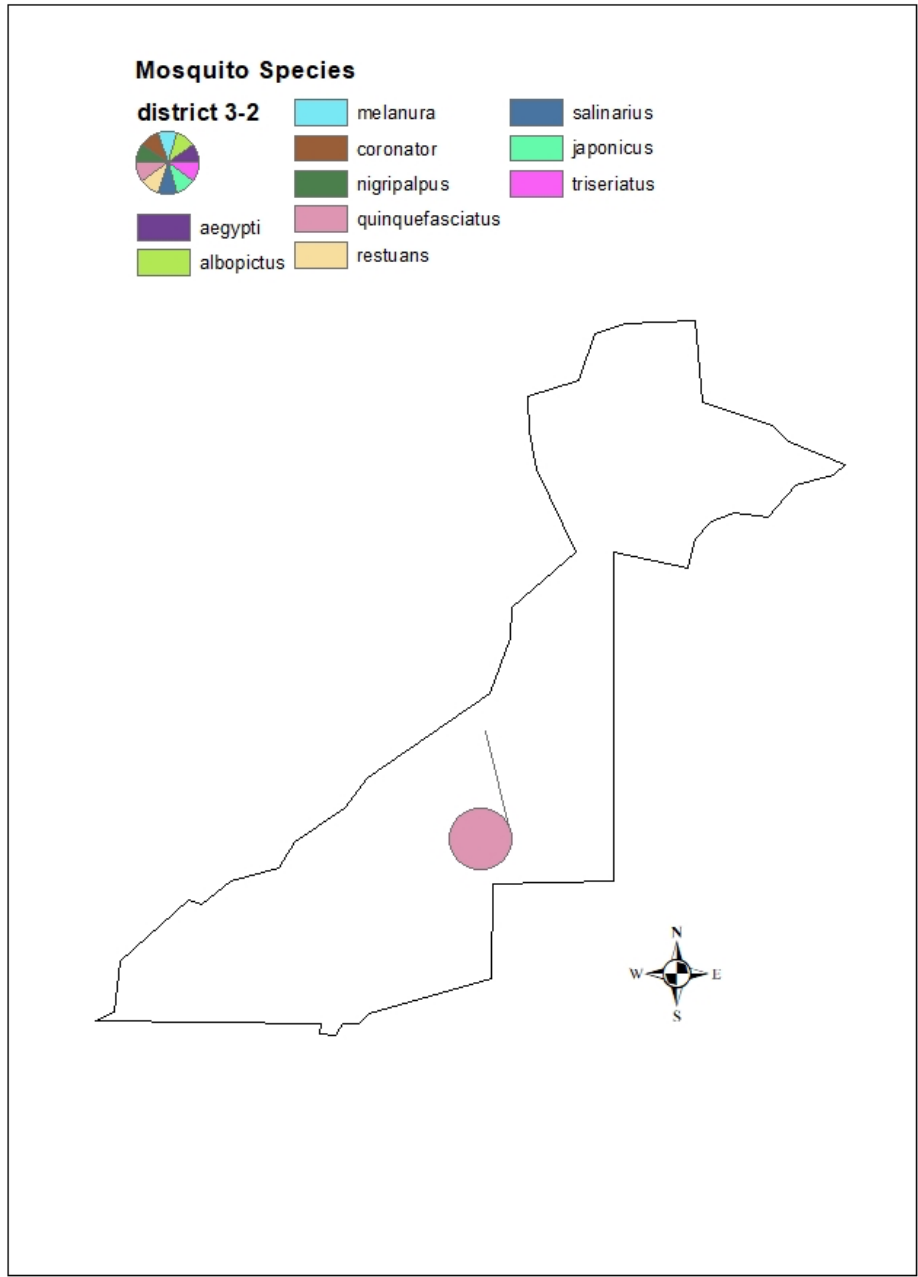 Mosquito Species
district 3-2
aegypti
albopictus
melanura
coronator
nigripalpus
quinquefasciatus
restuans
salinarius
japonicus
triseriatus
N
W E
S